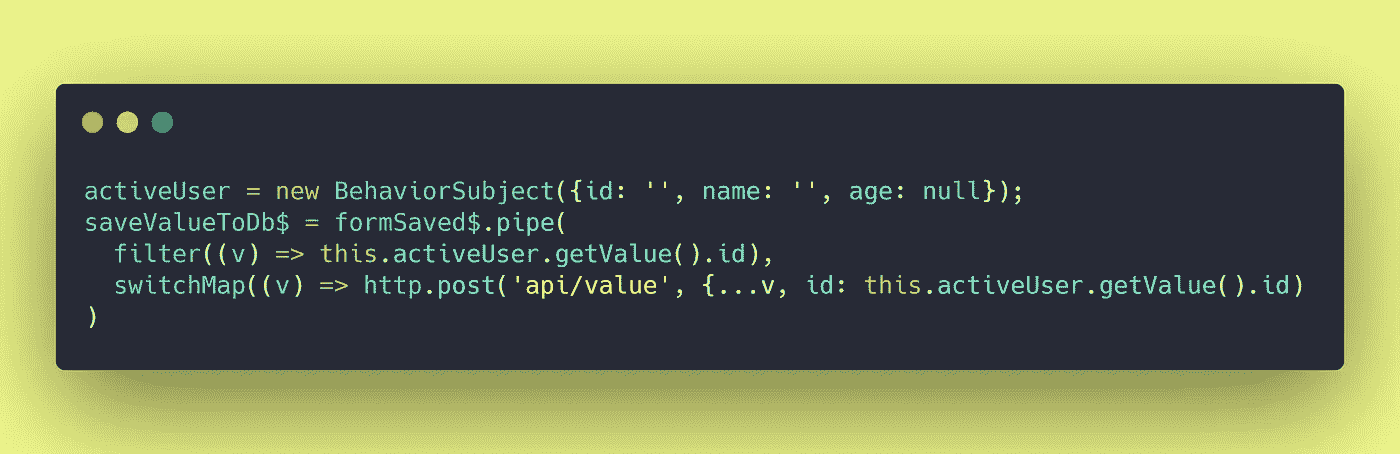 activeUser = new BehaviorSubject({id: '', name: '', age: null});
saveValueToDb$ = formSaved$.pipe(
  filter((v) => this.activeUser.getValue().id),
  switchMap((v) => http.post('api/value', {...v, id: this.activeUser.getValue().id)
)